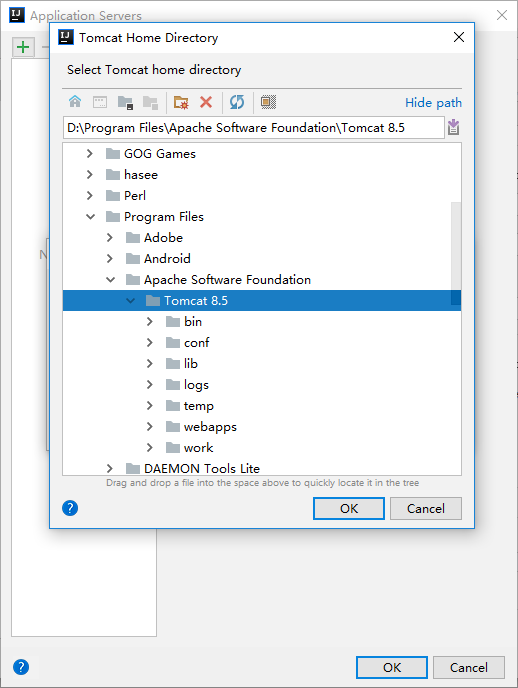 Application Servers
Tomcat Home Directory
Select Tomcat home directory
Hide path
D:\Program Files\Apache Software Foundation\Tomcat 8.5
GOG Games
hasee
Perl
Program Files
Adobe
Android
Apache Software Foundation
Tomcat 8.5
bin
conf
lib
logs
temp
webapps
work
DAEMON Tools Lite
Drag and drop a file into the space above to quickly locate it in the tree
? OK Cancel
? OK Cancel